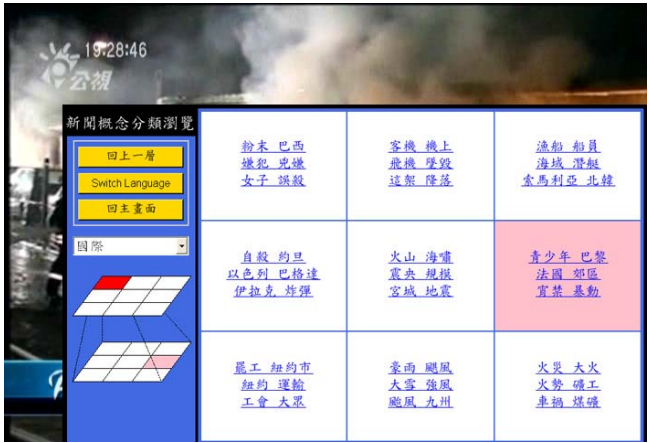 19:28:46
公視
新聞概念分類瀏覽
回上一層
Switch Language
回主畫面
國際
粉末 巴西
嫌犯 兇嫌
女子 誤殺
客機 機上
飛機 墜毀
這架 降落
漁船 船員
海域 潛艇
索馬利亞 北韓
自殺 約旦
以色列 巴格達
伊拉克 炸彈
火山 海嘯
震央 規模
宮城 地震
青少年 巴黎
法國 郊區
宵禁 暴動
罷工 紐約市
紐約 運輸
工會 大眾
豪雨 颶風
大雪 強風
颱風 九州
火災 大火
火勢 礦工
車禍 煤礦